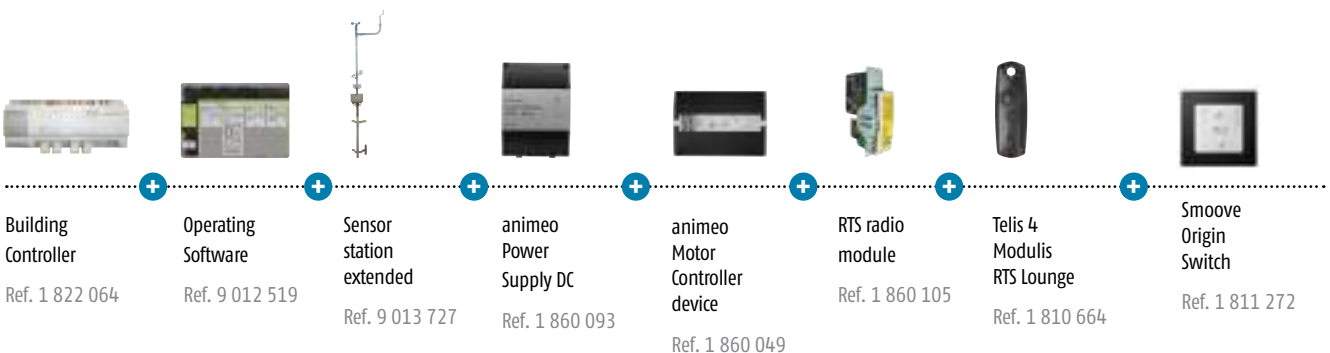 Building
Controller
Ref. 1 822 064
Operating
Software
Ref. 9 012 519
Sensor
station
extended
Ref. 9 013 727
animeo
Power
Supply DC
Ref. 1 860 093
animeo
Motor
Controller
device
Ref. 1 860 049
RTS radio
module
Ref. 1 860 105
Telis 4
Modulis
RTS Lounge
Ref. 1 810 664
Smoove
Origin
Switch
Ref. 1 811 272